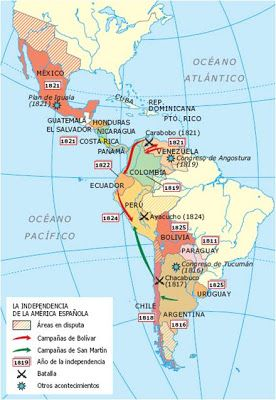 OCÉANO
ATLÁNTICO
MÉXICO
1821
Plan de Iguala
(1821)
CUBA
REP.
DOMINICANA
PTO. RICO
GUATEMALA
HONDURAS
EL SALVADOR
NICARAGUA
1821
COSTA RICA
PANAMÁ
Carabobo (1821)
1821
VENEZUELA
Congreso de Angostura
(1819)
1822
COLOMBIA
1819
ECUADOR
PERÚ
1824
Ayacucho (1824)
OCÉANO
PACÍFICO
1825
BOLIVIA
1811
PARAGUAY
Congreso de Tucumán
(1816)
Chacabuco
(1817)
1825
URUGUAY
CHILE
1818
ARGENTINA
1816
LA INDEPENDENCIA
DE LA AMÉRICA ESPAÑOLA
Áreas en disputa
Campañas de Bolívar
Campañas de San Martín
1819 Año de la independencia
Batalla
Otros acontecimientos